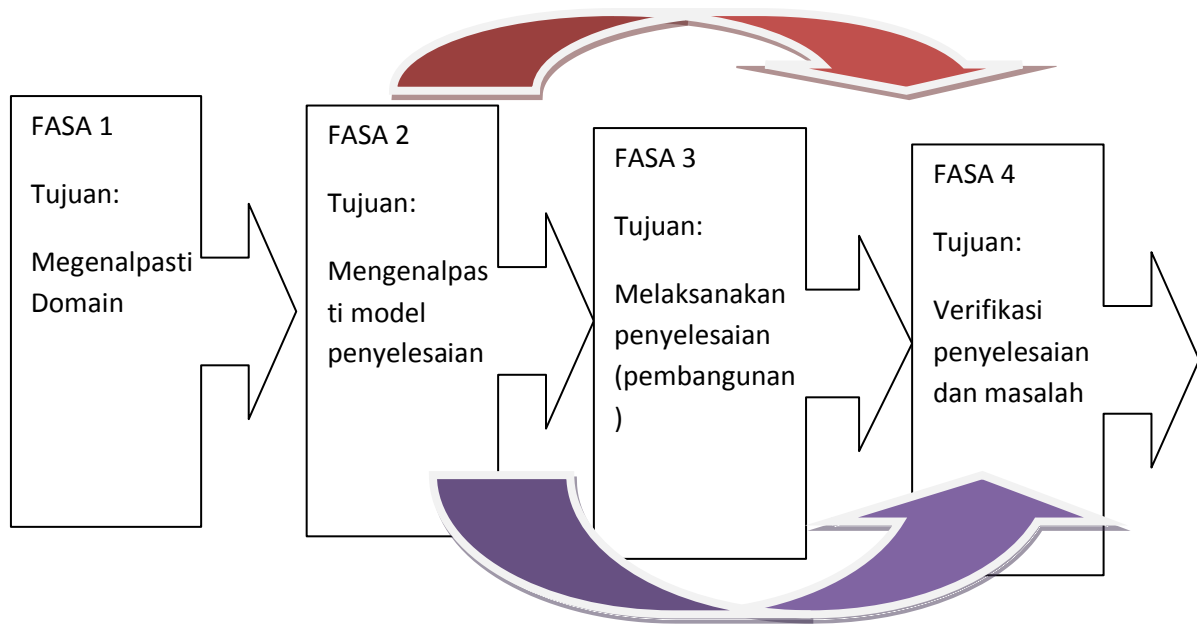 FASA 1
Tujuan:
Megenalpasti
Domain
FASA 2
Tujuan:
Mengenalpas
ti model
penyelesaian
FASA 3
Tujuan:
Melaksanakan
penyelesaian
(pembangunan
)
FASA 4
Tujuan:
Verifikasi
penyelesaian
dan masalah